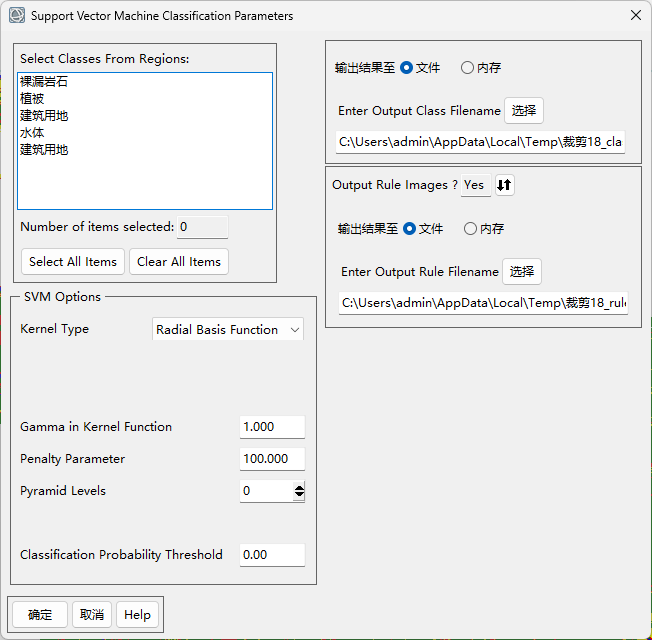 Support Vector Machine Classification Parameters
Select Classes From Regions:
裸漏岩石
植被
建筑用地
水体
建筑用地
Number of items selected: 0
Select All Items Clear All Items
SVM Options
Kernel Type Radial Basis Function
Gamma in Kernel Function 1.000
Penalty Parameter 100.000
Pyramid Levels 0
Classification Probability Threshold 0.00
输出结果至 文件 内存
Enter Output Class Filename 选择
C:\Users\admin\AppData\Local\Temp\裁剪18_cla
Output Rule Images ? Yes
输出结果至 文件 内存
Enter Output Rule Filename 选择
C:\Users\admin\AppData\Local\Temp\裁剪18_rule
确定 取消 Help